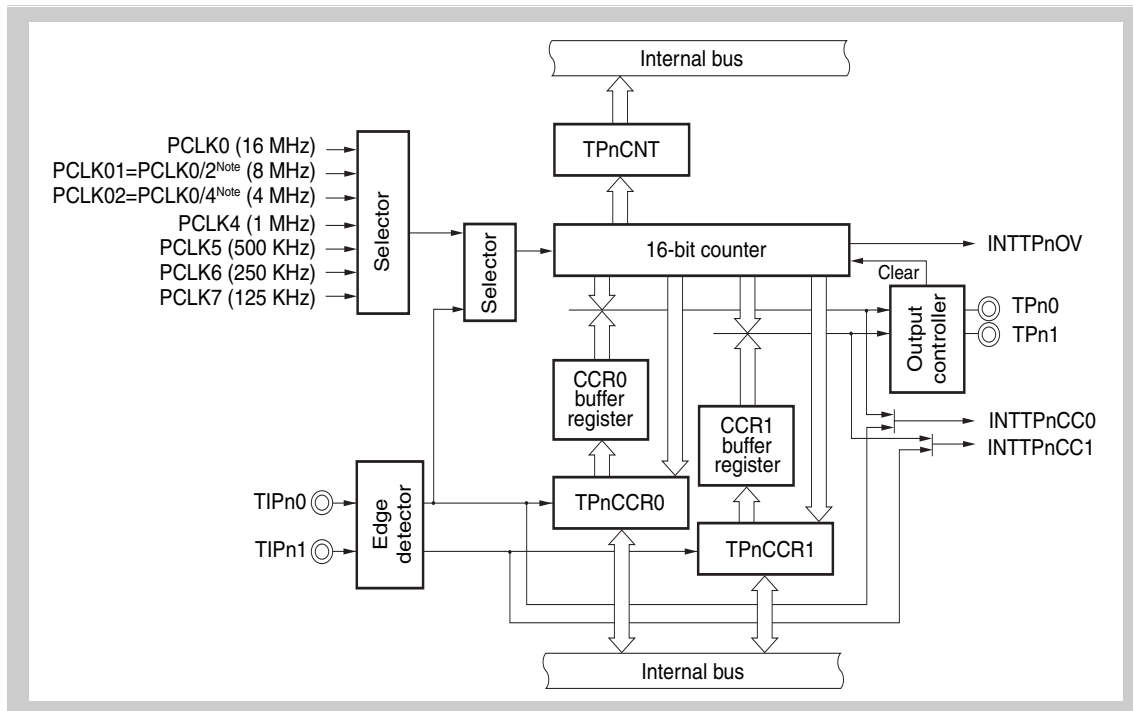 Internal bus
TPnCNT
PCLK0 (16 MHz)
PCLK01=PCLK0/2Note (8 MHz)
PCLK02=PCLK0/4Note (4 MHz)
PCLK4 (1 MHz)
PCLK5 (500 KHz)
PCLK6 (250 KHz)
PCLK7 (125 KHz)
Selector
Selector
16-bit counter
INTTPnOV
Clear
Output
controller
TPn0
TPn1
CCR0
buffer
register
CCR1
buffer
register
INTTPnCC0
INTTPnCC1
TIPn0
TIPn1
Edge
detector
TPnCCR0
TPnCCR1
Internal bus